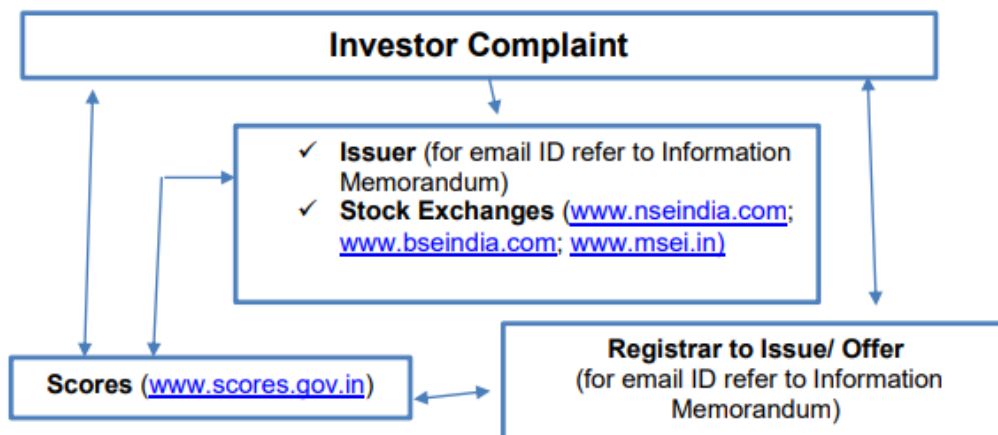 Investor Complaint
✓ Issuer (for email ID refer to Information
Memorandum)
✓ Stock Exchanges (www.nseindia.com;
www.bseindia.com; www.msei.in)
Scores (www.scores.gov.in)
Registrar to Issue/ Offer
(for email ID refer to Information
Memorandum)